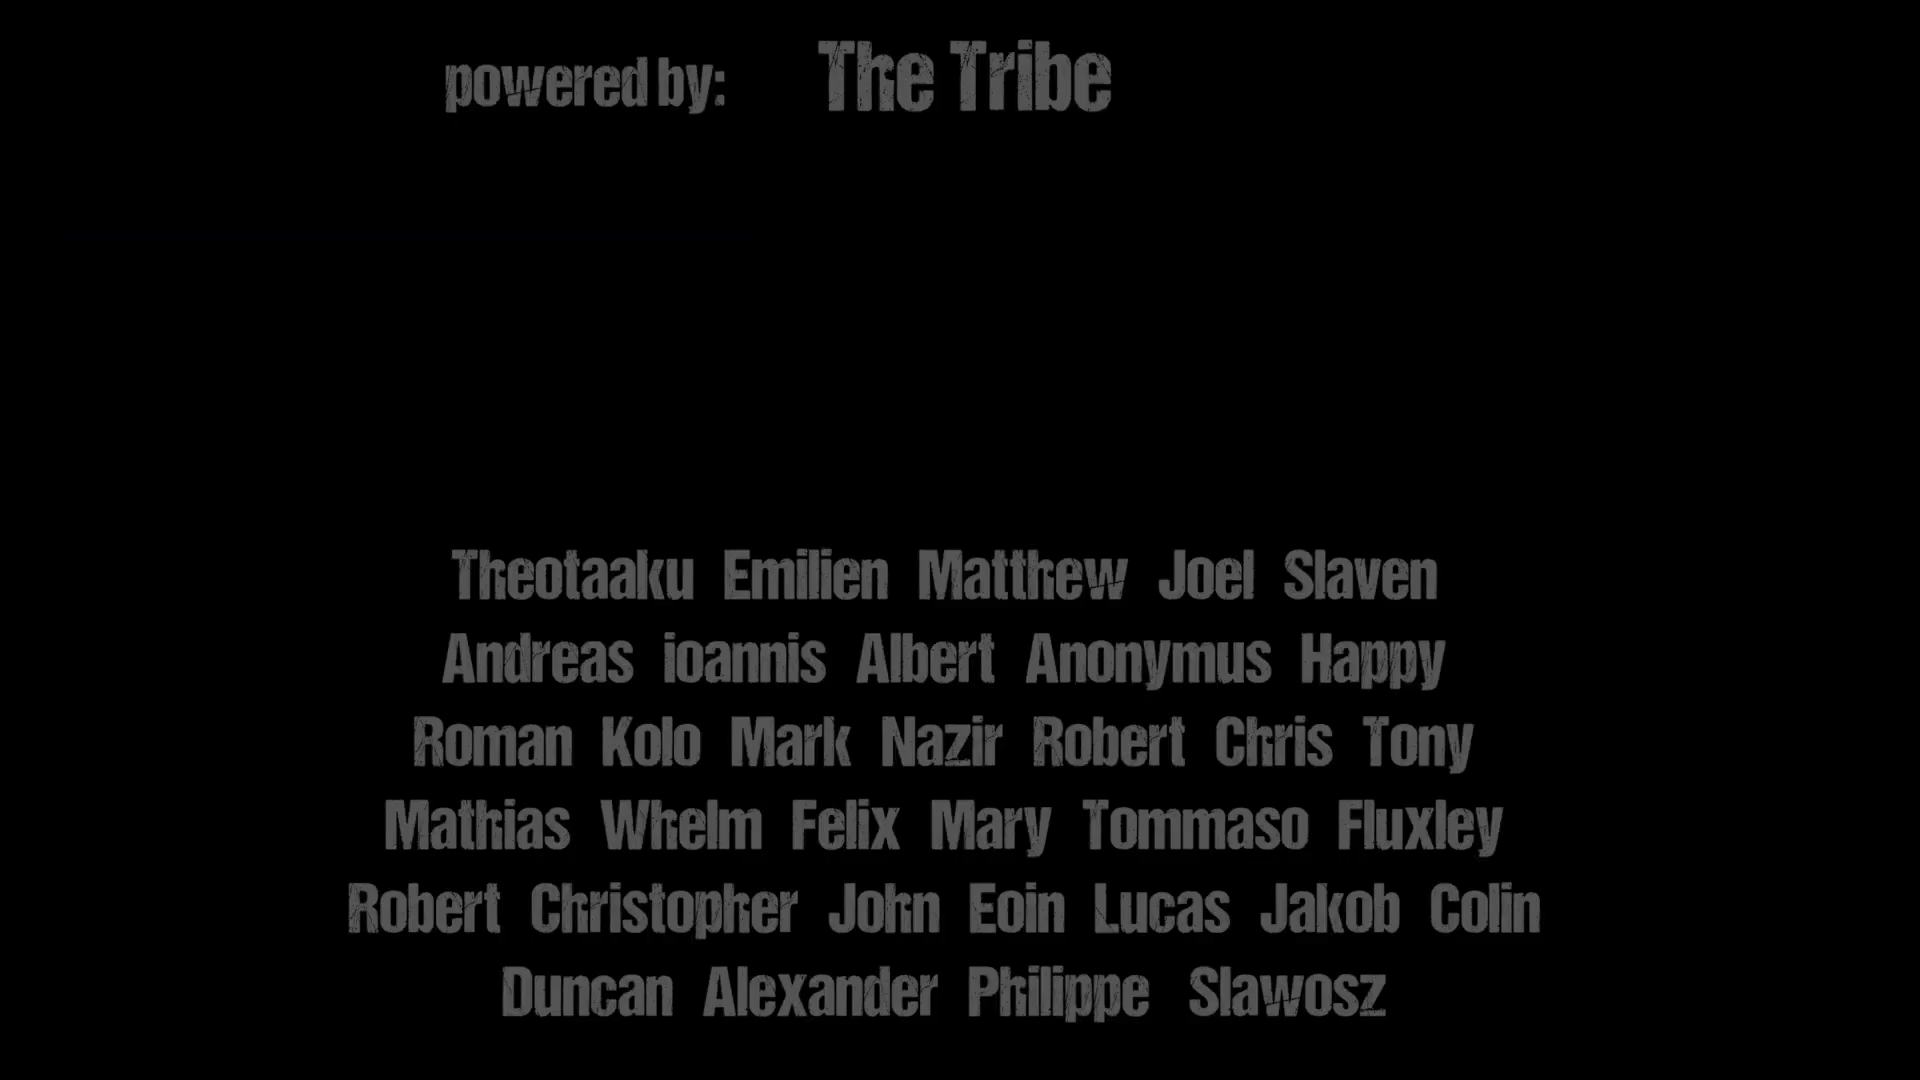 powered by: The Tribe
Theotaaku Emilien Matthew Joel Slaven
Andreas ioannis Albert Anonymus Happy
Roman Kolo Mark Nazir Robert Chris Tony
Mathias Whelm Felix Mary Tommaso Fluxley
Robert Christopher John Eoin Lucas Jakob Colin
Duncan Alexander Philippe Slawosz